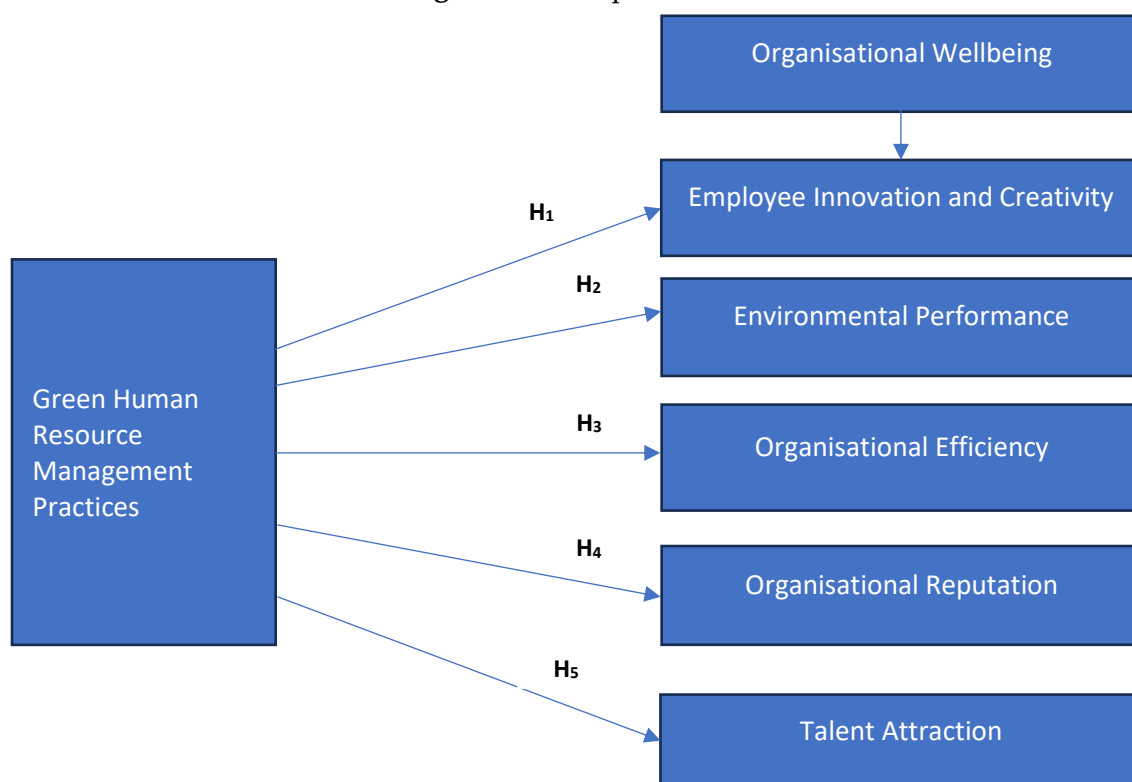 Organisational Wellbeing
Employee Innovation and Creativity
H₁
H₂
Environmental Performance
Green Human
Resource
Management
Practices
H₃
Organisational Efficiency
H₄
Organisational Reputation
H₅
Talent Attraction